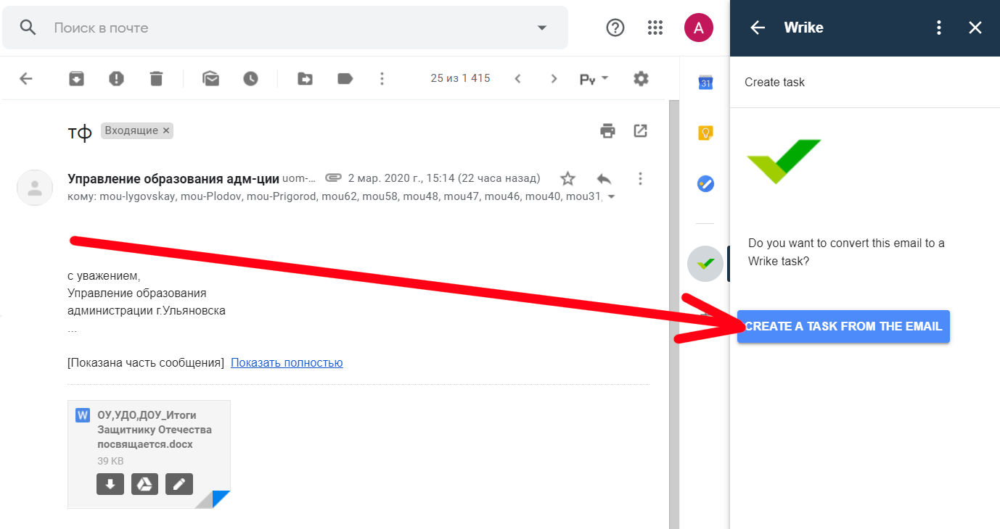 Поиск в почте
A
Wrike
25 из 1 415
Ру
31
Create task
тф
Входящие ×
Управление образования адм-ции uom-...
2 мар. 2020 г., 15:14 (22 часа назад)
кому: mou-lygovskay, mou-Plodov, mou-Prigorod, mou62, mou58, mou48, mou47, mou46, mou40, mou31,
Do you want to convert this email to a
Wrike task?
с уважением,
Управление образования
администрации г.Ульяновска
...
CREATE A TASK FROM THE EMAIL
[Показана часть сообщения] Показать полностью
W
ОУ,УДО,ДОУ_Итоги
Защитнику Отечества
посвящается.docx
39 KB